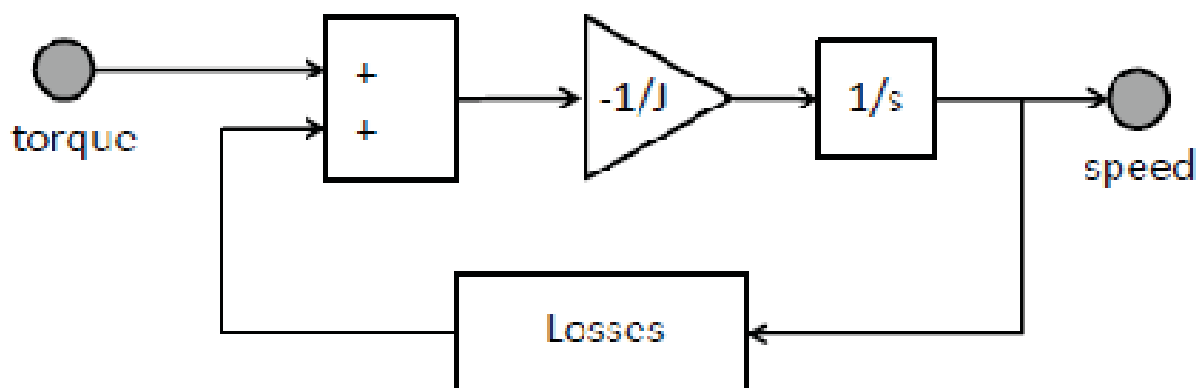 torque
+
+
-1/J
1/s
speed
Losses